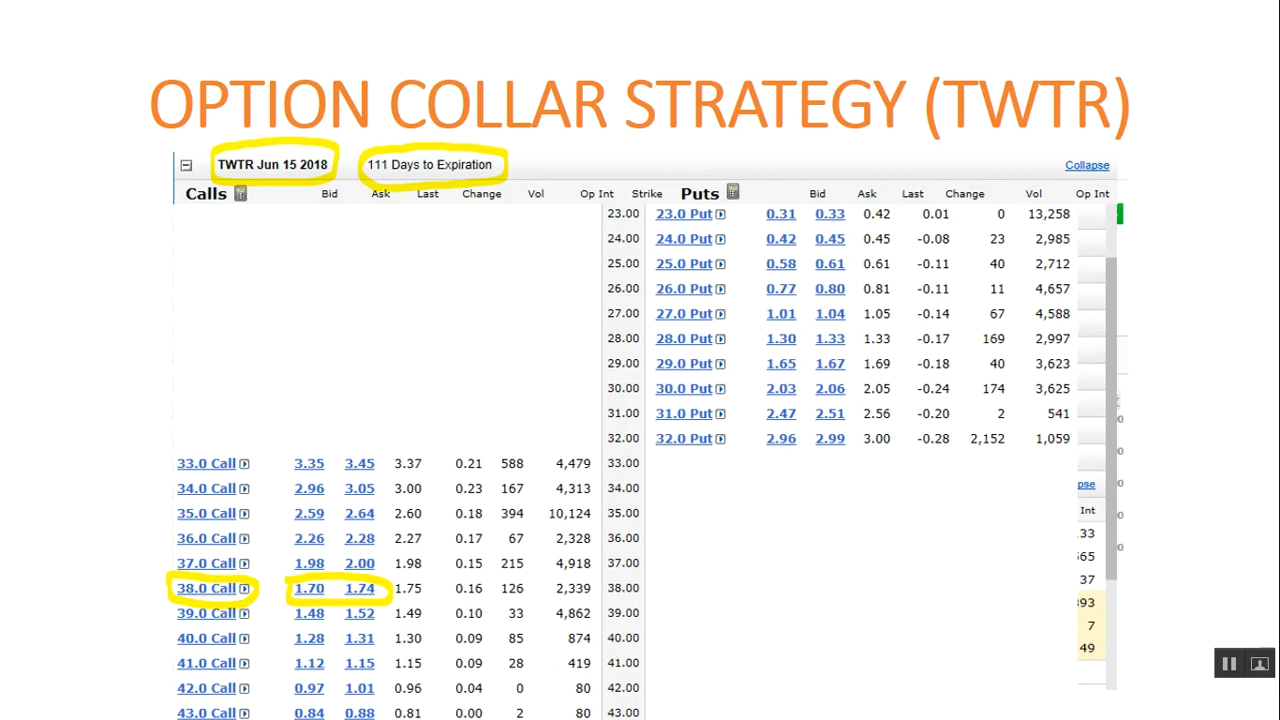 OPTION COLLAR STRATEGY (TWTR)
TWTR Jun 15 2018 111 Days to Expiration Collapse
Calls Bid Ask Last Change Vol Op Int Strike Puts Bid Ask Last Change Vol Op Int
23.00 23.0 Put 0.31 0.33 0.42 0.01 0 13,258
24.00 24.0 Put 0.42 0.45 0.45 -0.08 23 2,985
25.00 25.0 Put 0.58 0.61 0.61 -0.11 40 2,712
26.00 26.0 Put 0.77 0.80 0.81 -0.11 11 4,657
27.00 27.0 Put 1.01 1.04 1.05 -0.14 67 4,588
28.00 28.0 Put 1.30 1.33 1.33 -0.17 169 2,997
29.00 29.0 Put 1.65 1.67 1.69 -0.18 40 3,623
30.00 30.0 Put 2.03 2.06 2.05 -0.24 174 3,625
31.00 31.0 Put 2.47 2.51 2.56 -0.20 2 541
32.00 32.0 Put 2.96 2.99 3.00 -0.28 2,152 1,059
33.0 Call 3.35 3.45 3.37 0.21 588 4,479 33.00
34.0 Call 2.96 3.05 3.00 0.23 167 4,313 34.00 pse
35.0 Call 2.59 2.64 2.60 0.18 394 10,124 35.00 Int
36.0 Call 2.26 2.28 2.27 0.17 67 2,328 36.00 33
37.0 Call 1.98 2.00 1.98 0.15 215 4,918 37.00 65
38.0 Call 1.70 1.74 1.75 0.16 126 2,339 38.00 37
39.0 Call 1.48 1.52 1.49 0.10 33 4,862 39.00 93
40.0 Call 1.28 1.31 1.30 0.09 85 874 40.00 7
41.0 Call 1.12 1.15 1.15 0.09 28 419 41.00 49
42.0 Call 0.97 1.01 0.96 0.04 0 80 42.00
43.0 Call 0.84 0.88 0.81 0.00 2 80 43.00